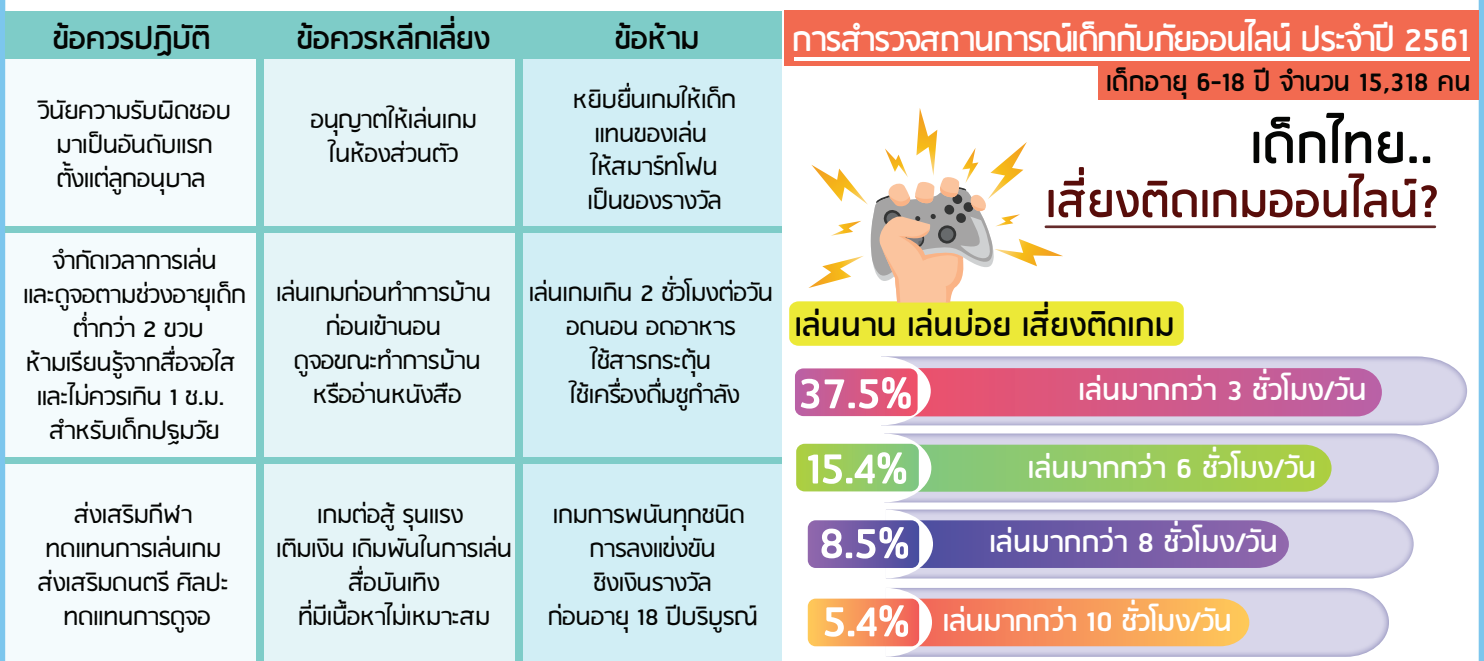 ข้อควรปฏิบัติ
ข้อควรหลีกเลี่ยง
ข้อห้าม
วินัยความรับผิดชอบ
มาเป็นอันดับแรก
ตั้งแต่ลูกอนุบาล
อนุญาตให้เล่นเกม
ในห้องส่วนตัว
หยิบยื่นเกมให้เด็ก
แทนของเล่น
ให้สมาร์ทโฟน
เป็นของรางวัล
จำกัดเวลาการเล่น
และดูจอตามช่วงอายุเด็ก
ต่ำกว่า 2 ขวบ
ห้ามเรียนรู้จากสื่อจอใส
และไม่ควรเกิน 1 ช.ม.
สำหรับเด็กปฐมวัย
เล่นเกมก่อนทำการบ้าน
ก่อนเข้านอน
ดูจอขณะทำการบ้าน
หรืออ่านหนังสือ
เล่นเกมเกิน 2 ชั่วโมงต่อวัน
อดนอน อดอาหาร
ใช้สารกระตุ้น
ใช้เครื่องดื่มชูกำลัง
ส่งเสริมกีฬา
ทดแทนการเล่นเกม
ส่งเสริมดนตรี ศิลปะ
ทดแทนการดูจอ
เกมต่อสู้ รุนแรง
เติมเงิน เดิมพันในการเล่น
สื่อบันเทิง
ที่มีเนื้อหาไม่เหมาะสม
เกมการพนันทุกชนิด
การลงแข่งขัน
ชิงเงินรางวัล
ก่อนอายุ 18 ปีบริบูรณ์
การสำรวจสถานการณ์เด็กกับภัยออนไลน์ ประจำปี 2561
เด็กอายุ 6-18 ปี จำนวน 15,318 คน
เด็กไทย..
เสี่ยงติดเกมออนไลน์?
เล่นนาน เล่นบ่อย เสี่ยงติดเกม
37.5% เล่นมากกว่า 3 ชั่วโมง/วัน
15.4% เล่นมากกว่า 6 ชั่วโมง/วัน
8.5% เล่นมากกว่า 8 ชั่วโมง/วัน
5.4% เล่นมากกว่า 10 ชั่วโมง/วัน